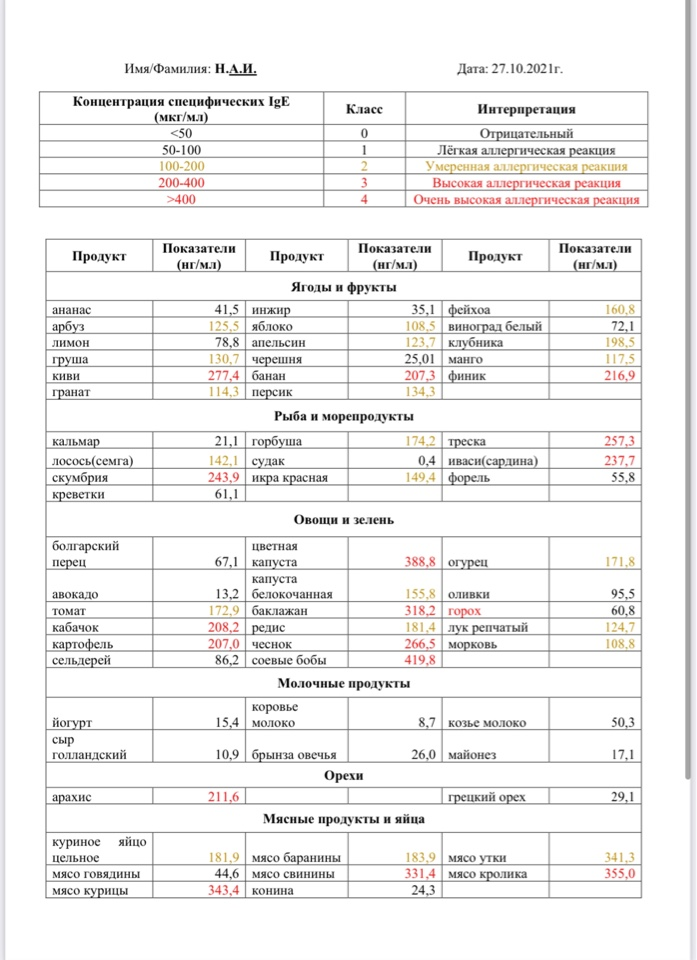 Имя/Фамилия: Н.А.И. Дата: 27.10.2021г.
Концентрация специфических IgE (мкг/мл) Класс Интерпретация
<50 0 Отрицательный
50-100 1 Лёгкая аллергическая реакция
100-200 2 Умеренная аллергическая реакция
200-400 3 Высокая аллергическая реакция
>400 4 Очень высокая аллергическая реакция
Продукт Показатели (нг/мл) Продукт Показатели (нг/мл) Продукт Показатели (нг/мл)
Ягоды и фрукты
ананас 41,5 инжир 35,1 фейхоа 160,8
арбуз 125,5 яблоко 108,5 виноград белый 72,1
лимон 78,8 апельсин 123,7 клубника 198,5
груша 130,7 черешня 25,01 манго 117,5
киви 277,4 банан 207,3 финик 216,9
гранат 114,3 персик 134,3
Рыба и морепродукты
кальмар 21,1 горбуша 174,2 треска 257,3
лосось(семга) 142,1 судак 0,4 иваси(сардина) 237,7
скумбрия 243,9 икра красная 149,4 форель 55,8
креветки 61,1
Овощи и зелень
болгарский перец 67,1 цветная капуста 388,8 огурец 171,8
авокадо 13,2 капуста белокочанная 155,8 оливки 95,5
томат 172,9 баклажан 318,2 горох 60,8
кабачок 208,2 редис 181,4 лук репчатый 124,7
картофель 207,0 чеснок 266,5 морковь 108,8
сельдерей 86,2 соевые бобы 419,8
Молочные продукты
йогурт 15,4 коровье молоко 8,7 козье молоко 50,3
сыр голландский 10,9 брынза овечья 26,0 майонез 17,1
Орехи
арахис 211,6 грецкий орех 29,1
Мясные продукты и яйца
куриное яйцо цельное 181,9 мясо баранины 183,9 мясо утки 341,3
мясо говядины 44,6 мясо свинины 331,4 мясо кролика 355,0
мясо курицы 343,4 конина 24,3